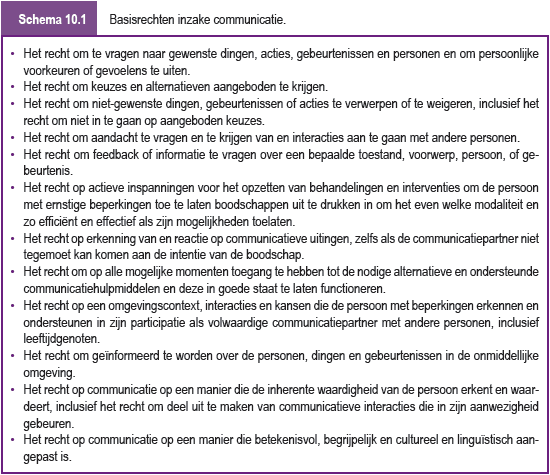 Schema 10.1 Basisrechten inzake communicatie.
• Het recht om te vragen naar gewenste dingen, acties, gebeurtenissen en personen en om persoonlijke
voorkeuren of gevoelens te uiten.
• Het recht om keuzes en alternatieven aangeboden te krijgen.
• Het recht om niet-gewenste dingen, gebeurtenissen of acties te verwerpen of te weigeren, inclusief het
recht om niet in te gaan op aangeboden keuzes.
• Het recht om aandacht te vragen en te krijgen van en interacties aan te gaan met andere personen.
• Het recht om feedback of informatie te vragen over een bepaalde toestand, voorwerp, persoon, of ge-
beurtenis.
• Het recht op actieve inspanningen voor het opzetten van behandelingen en interventies om de persoon
met ernstige beperkingen toe te laten boodschappen uit te drukken in om het even welke modaliteit en
zo efficiënt en effectief als zijn mogelijkheden toelaten.
• Het recht op erkenning van en reactie op communicatieve uitingen, zelfs als de communicatiepartner niet
tegemoet kan komen aan de intentie van de boodschap.
• Het recht om op alle mogelijke momenten toegang te hebben tot de nodige alternatieve en ondersteunde
communicatiehulpmiddelen en deze in goede staat te laten functioneren.
• Het recht op een omgevingscontext, interacties en kansen die de persoon met beperkingen erkennen en
ondersteunen in zijn participatie als volwaardige communicatiepartner met andere personen, inclusief
leeftijdgenoten.
• Het recht om geïnformeerd te worden over de personen, dingen en gebeurtenissen in de onmiddellijke
omgeving.
• Het recht op communicatie op een manier die de inherente waardigheid van de persoon erkent en waar-
deert, inclusief het recht om deel uit te maken van communicatieve interacties die in zijn aanwezigheid
gebeuren.
• Het recht op communicatie op een manier die betekenisvol, begrijpelijk en cultureel en linguïstisch aan-
gepast is.